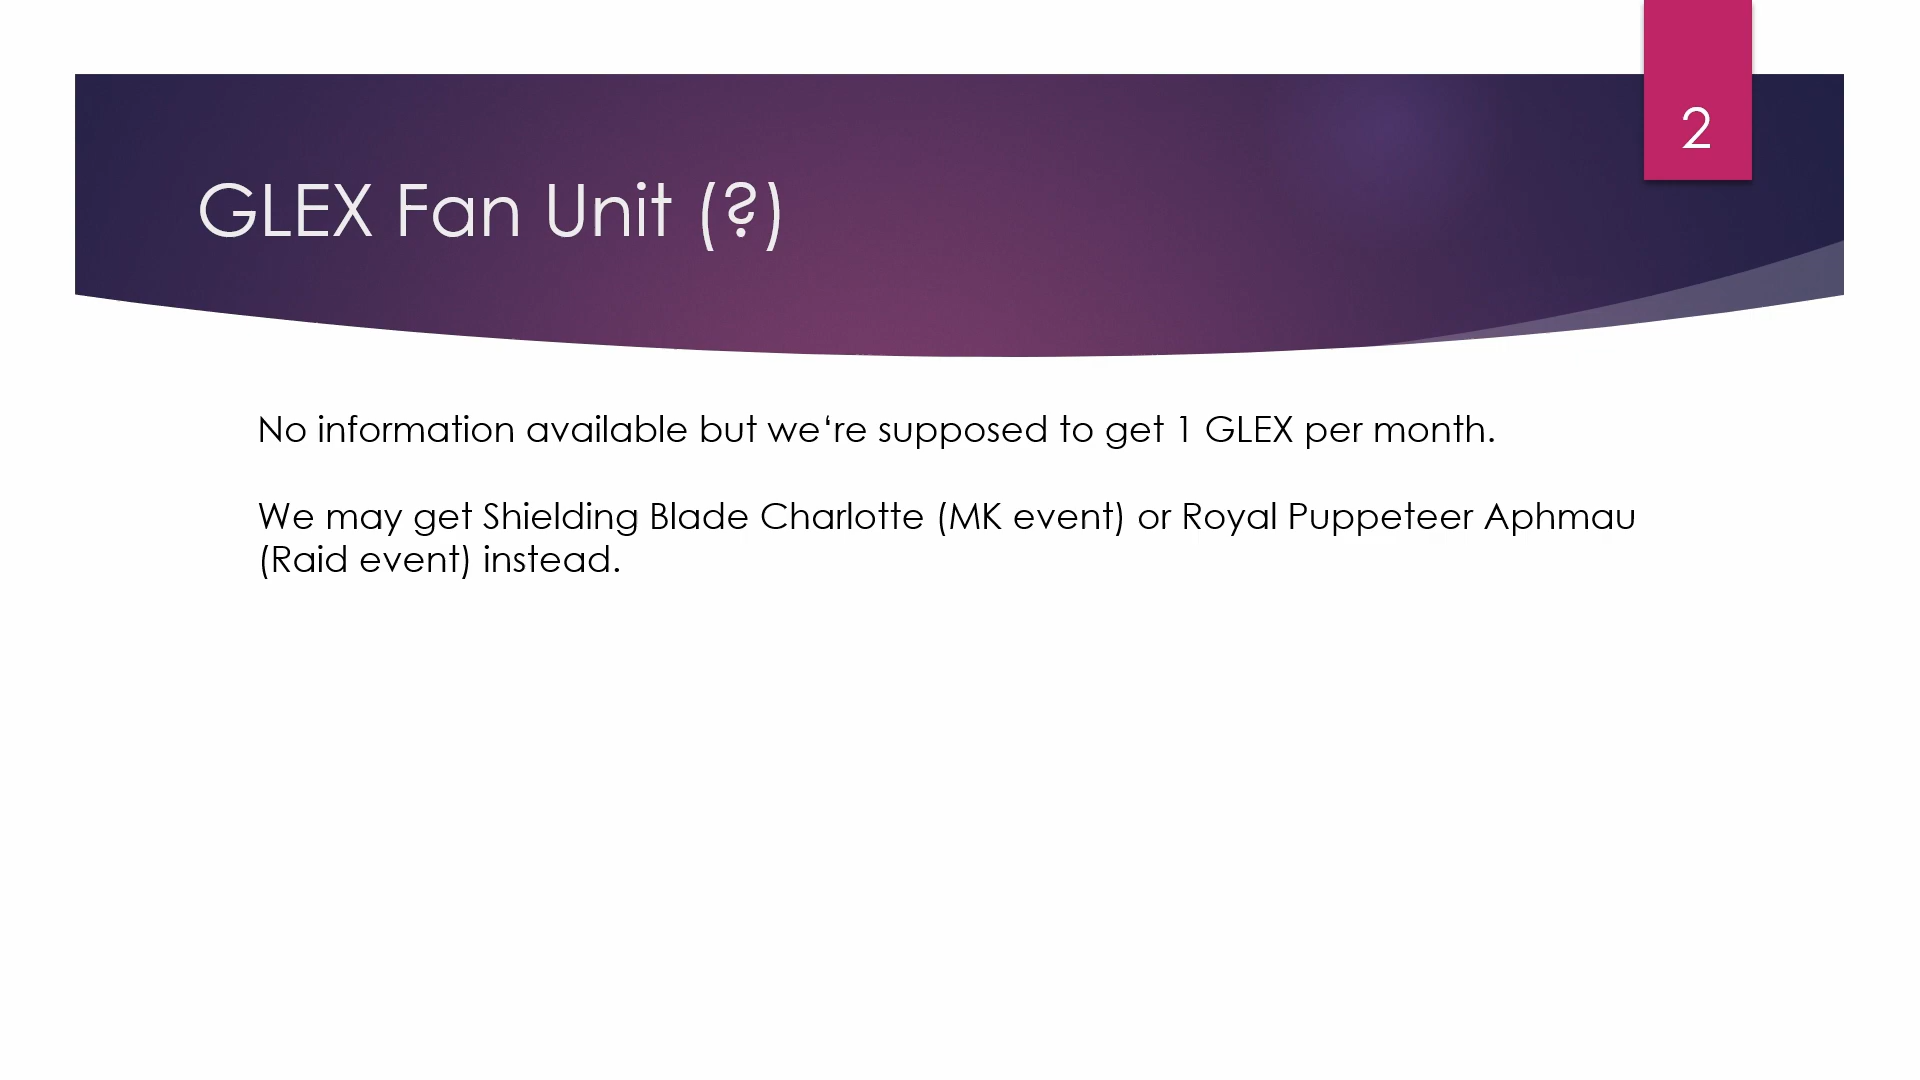 2
GLEX Fan Unit (?)
No information available but we‘re supposed to get 1 GLEX per month.
We may get Shielding Blade Charlotte (MK event) or Royal Puppeteer Aphmau
(Raid event) instead.